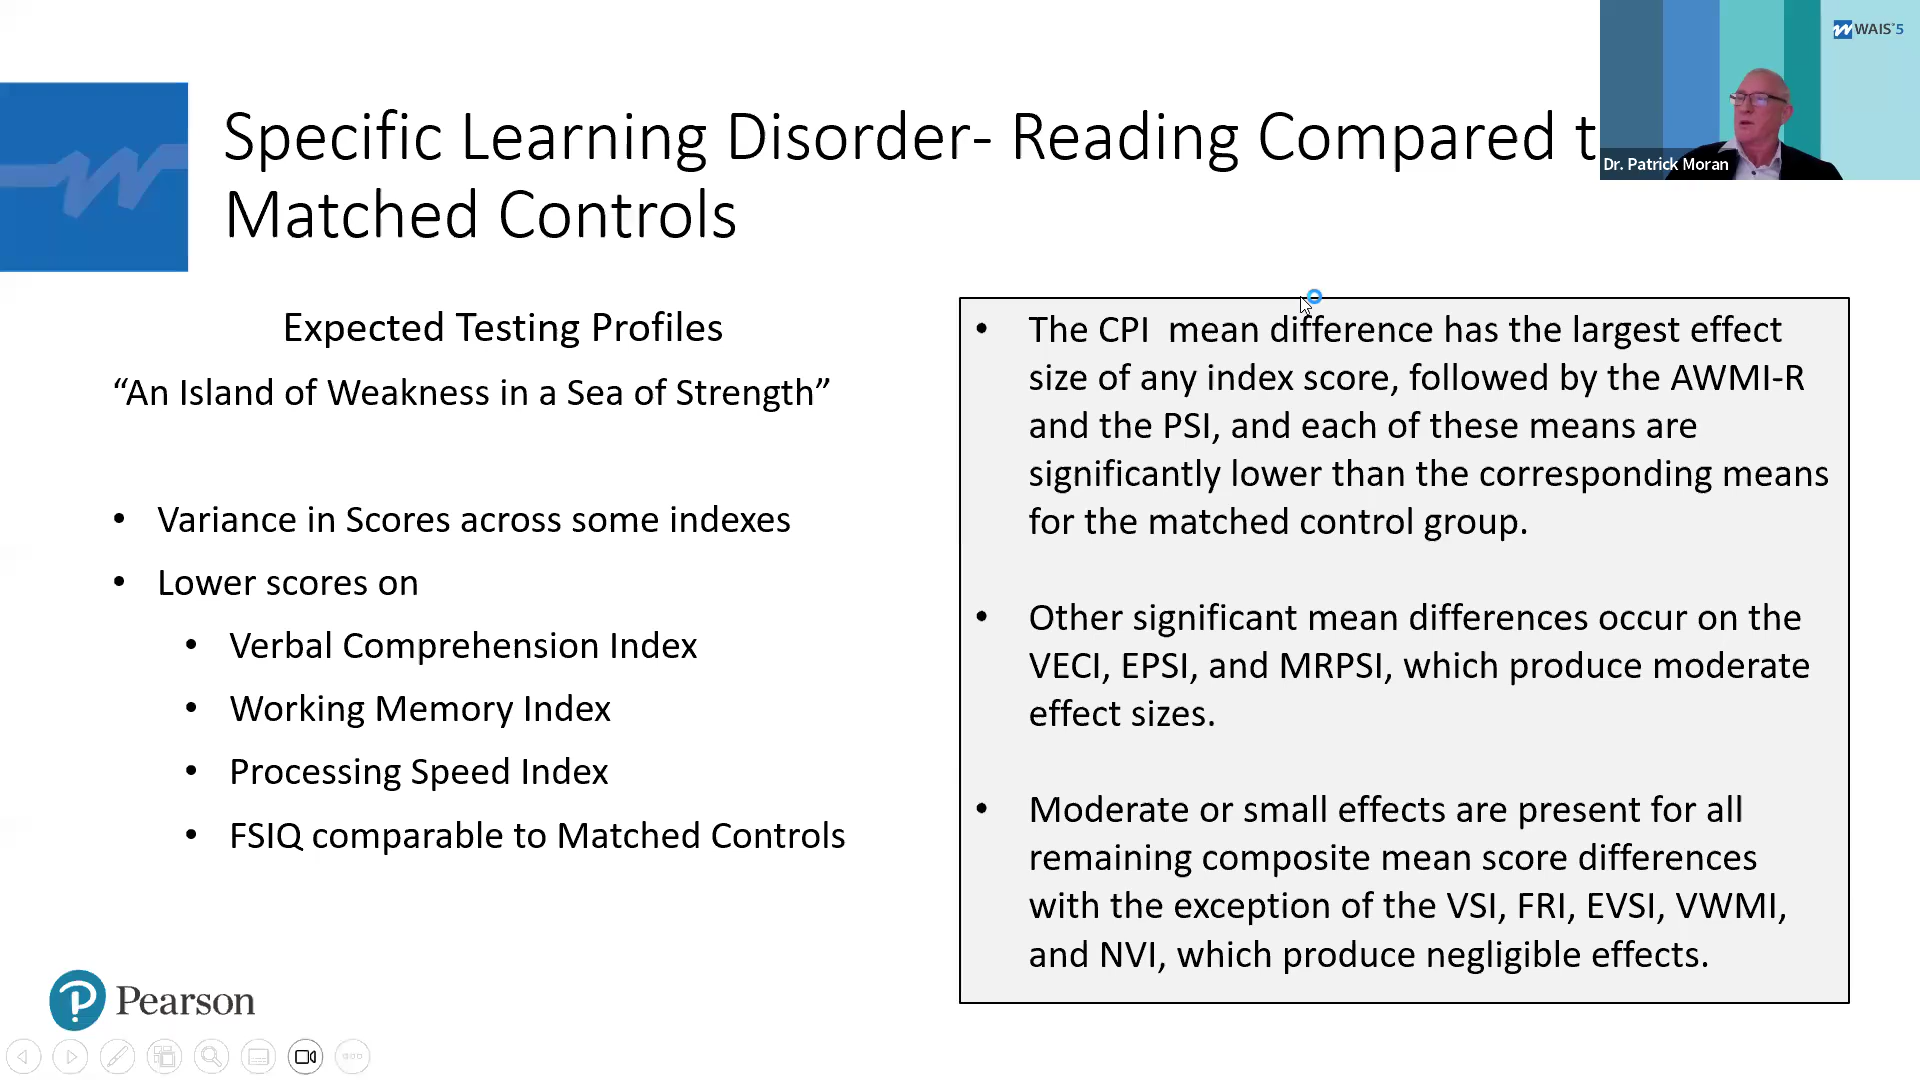 WAIS™5
Specific Learning Disorder- Reading Compared t
Matched Controls
Dr. Patrick Moran
Expected Testing Profiles
“An Island of Weakness in a Sea of Strength”
• Variance in Scores across some indexes
• Lower scores on
• Verbal Comprehension Index
• Working Memory Index
• Processing Speed Index
• FSIQ comparable to Matched Controls
• The CPI mean difference has the largest effect
size of any index score, followed by the AWMI-R
and the PSI, and each of these means are
significantly lower than the corresponding means
for the matched control group.
• Other significant mean differences occur on the
VECI, EPSI, and MRPSI, which produce moderate
effect sizes.
• Moderate or small effects are present for all
remaining composite mean score differences
with the exception of the VSI, FRI, EVSI, VWMI,
and NVI, which produce negligible effects.
Pearson